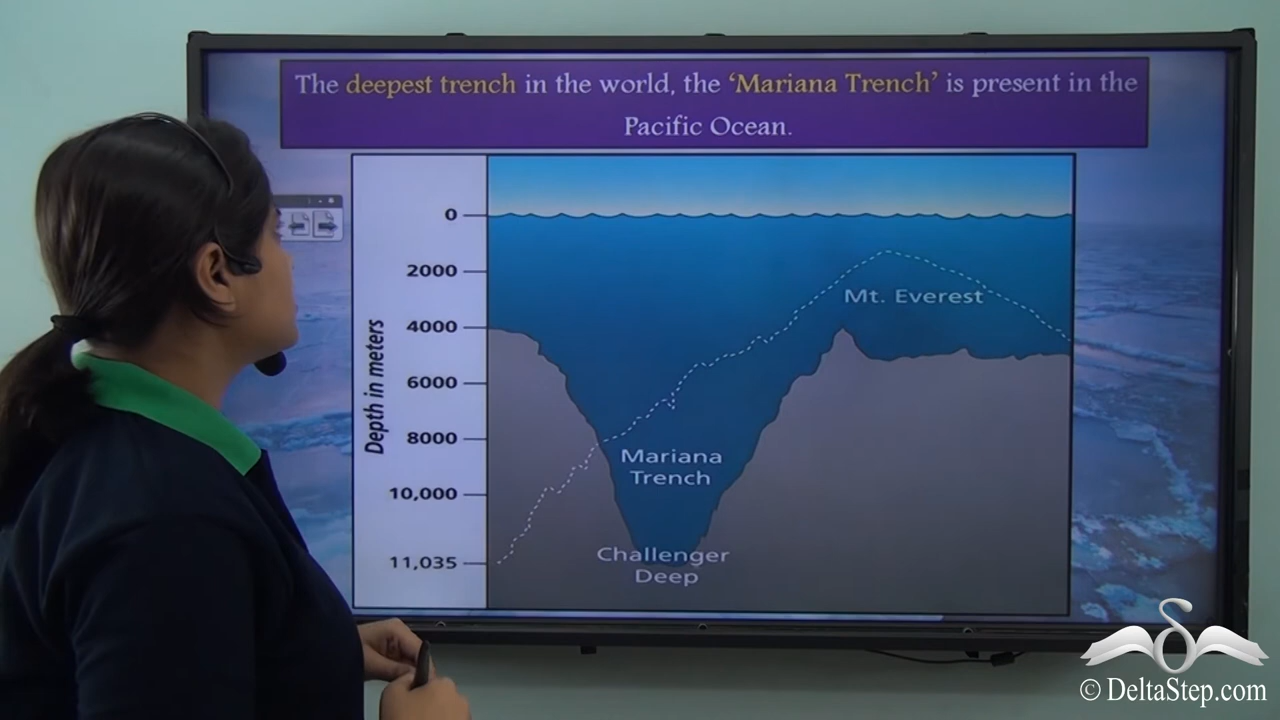 The deepest trench in the world, the ‘Mariana Trench’ is present in the
Pacific Ocean.
0
2000
4000
6000
8000
10,000
11,035
Depth in meters
Mt. Everest
Mariana
Trench
Challenger
Deep
© DeltaStep.com